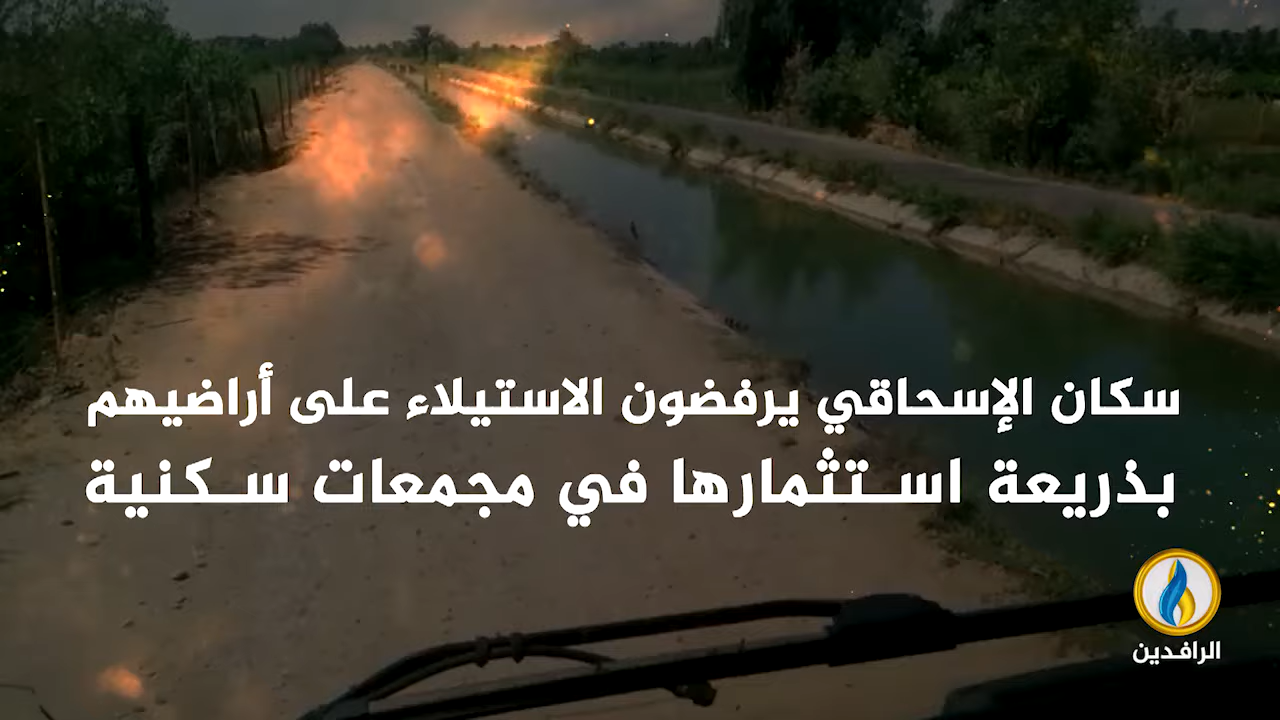 سكان الإسحاقي يرفضون الاستيلاء على أراضيهم
بذريعة استثمارها في مجمعات سكنية
الرافدين